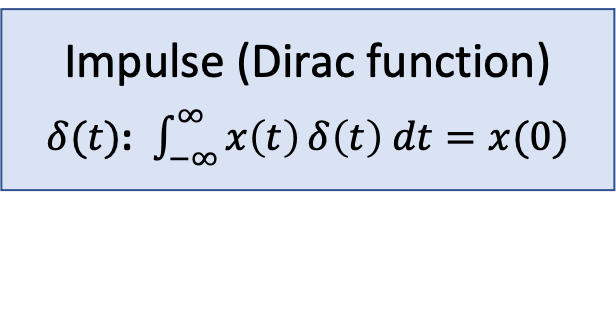 Impulse (Dirac function)
δ(t): ∫_{-∞}^{∞} x(t) δ(t) dt = x(0)